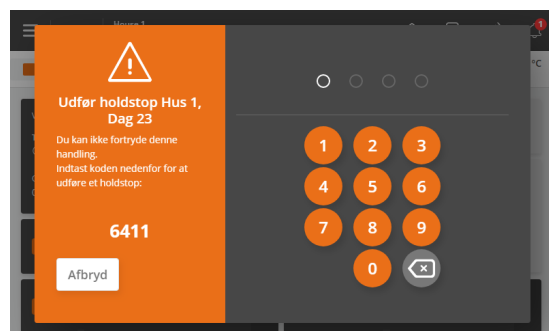 House 1
1
°C
Udfør holdstop Hus 1,
Dag 23
Du kan ikke fortryde denne
handling.
Indtast koden nedenfor for at
udføre et holdstop:
6411
Afbryd
1 2 3
4 5 6
7 8 9
0